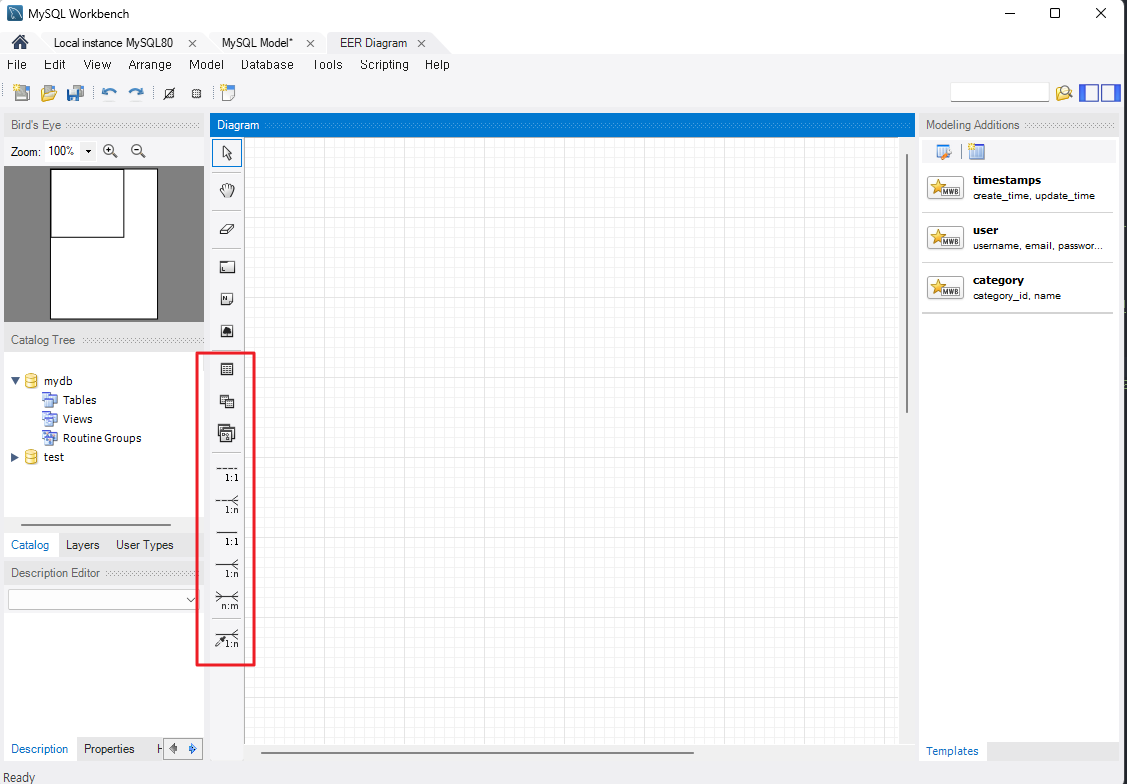 MySQL Workbench
Local instance MySQL80
MySQL Model*
EER Diagram
File Edit View Arrange Model Database Tools Scripting Help
Bird's Eye
Zoom: 100%
Diagram
Modeling Additions
timestamps
create_time, update_time
user
username, email, passwor...
category
category_id, name
Catalog Tree
mydb
Tables
Views
Routine Groups
test
Catalog Layers User Types
Description Editor
1:1
1:n
1:1
1:n
n:m
1:n
Description Properties H
Templates
Ready